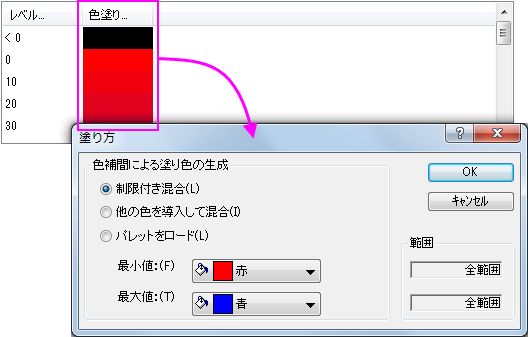 レベル... 色塗り...
< 0
0
10
20
30
塗り方
色補間による塗り色の生成
制限付き混合(L)
他の色を導入して混合(I)
パレットをロード(L)
最小値:(F) 赤
最大値:(T) 青
OK
キャンセル
範囲
全範囲
全範囲